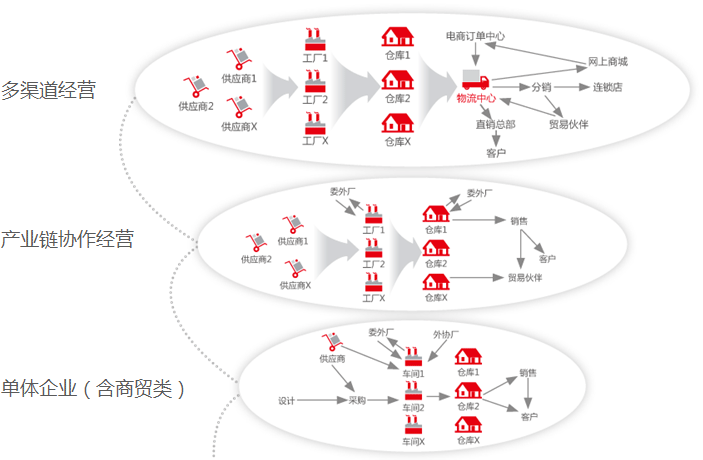 多渠道经营
供应商1
供应商2
供应商X
工厂1
工厂2
工厂X
仓库1
仓库2
仓库X
电商订单中心
网上商城
物流中心
分销
连锁店
直销总部
贸易伙伴
客户
产业链协作经营
供应商1
供应商2
供应商X
委外厂
工厂1
工厂2
工厂X
委外厂
仓库1
仓库2
仓库X
销售
客户
贸易伙伴
单体企业（含商贸类）
供应商
设计
采购
委外厂
外协厂
车间1
车间2
车间X
仓库1
仓库2
仓库X
销售
客户